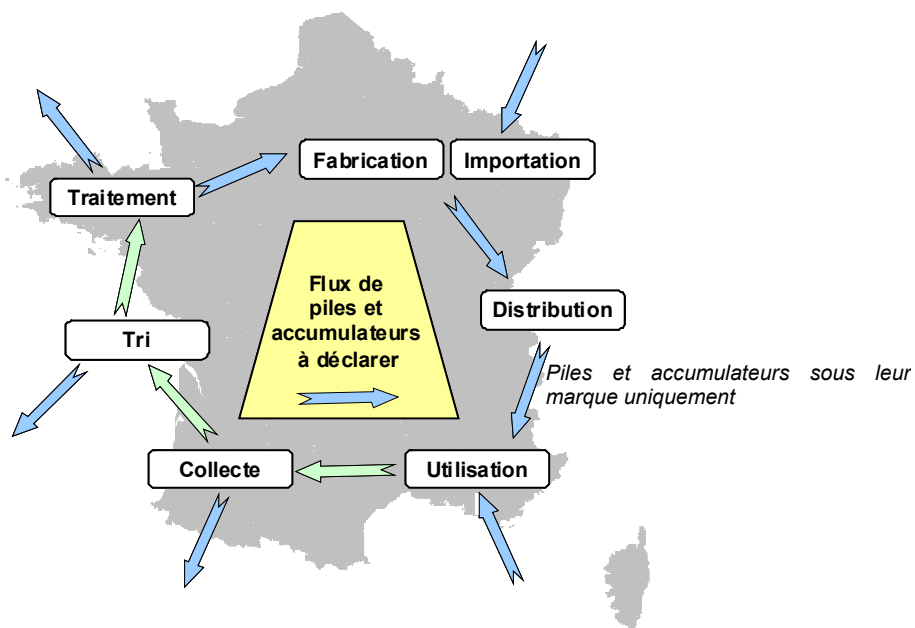 Fabrication
Importation
Traitement
Flux de
piles et
accumulateurs
à déclarer
Distribution
Tri
Piles et accumulateurs sous leur
marque uniquement
Collecte
Utilisation